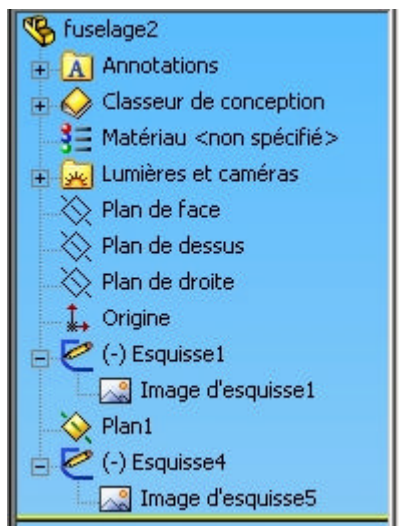 fuselage2
Annotations
Classeur de conception
Matériau <non spécifié>
Lumières et caméras
Plan de face
Plan de dessus
Plan de droite
Origine
(-) Esquisse1
Image d'esquisse1
Plan1
(-) Esquisse4
Image d'esquisse5